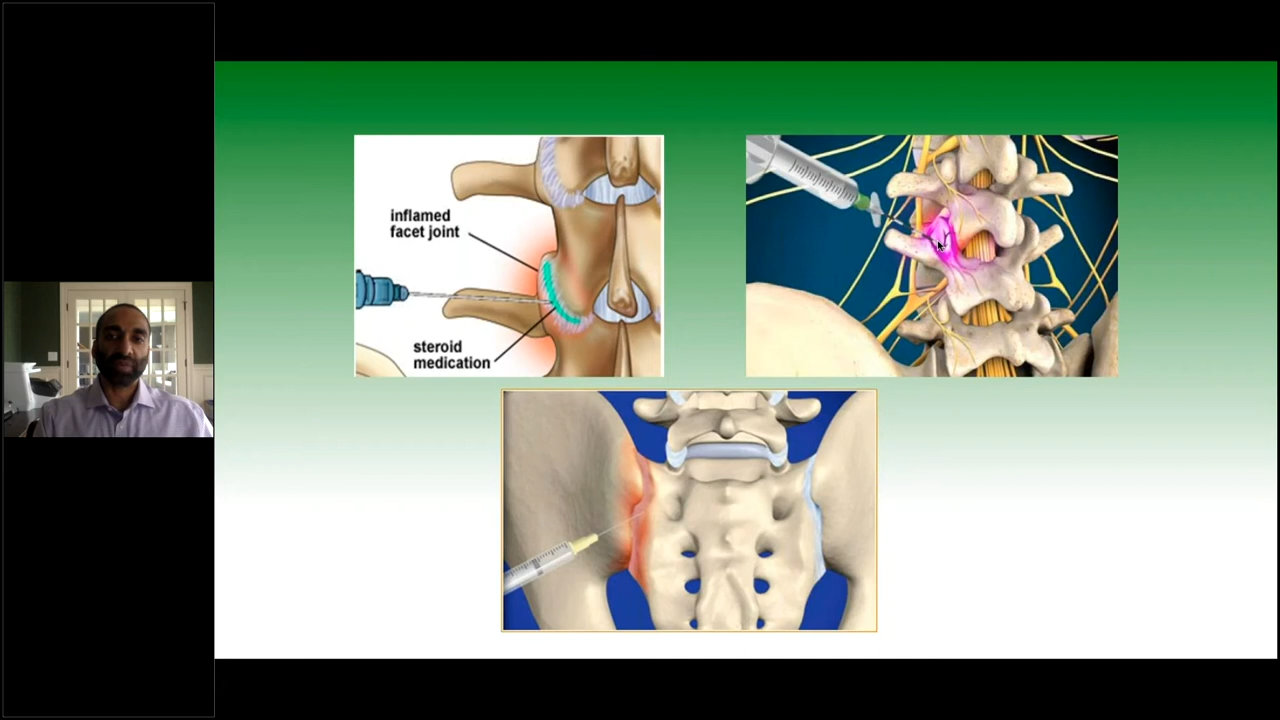 inflamed
facet joint
steroid
medication